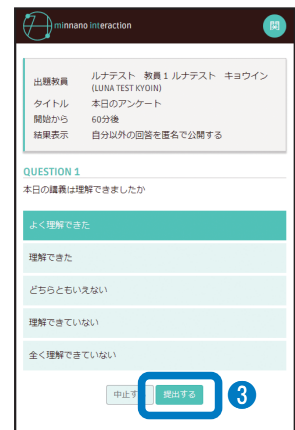 minnano interaction
関
出題教員 ルナテスト 教員1 ルナテスト キョウイン
(LUNA TEST KYOIN)
タイトル 本日のアンケート
開始から 60分後
結果表示 自分以外の回答を匿名で公開する
QUESTION 1
本日の講義は理解できましたか
よく理解できた
理解できた
どちらともいえない
理解できていない
全く理解できていない
中止す
提出する
3